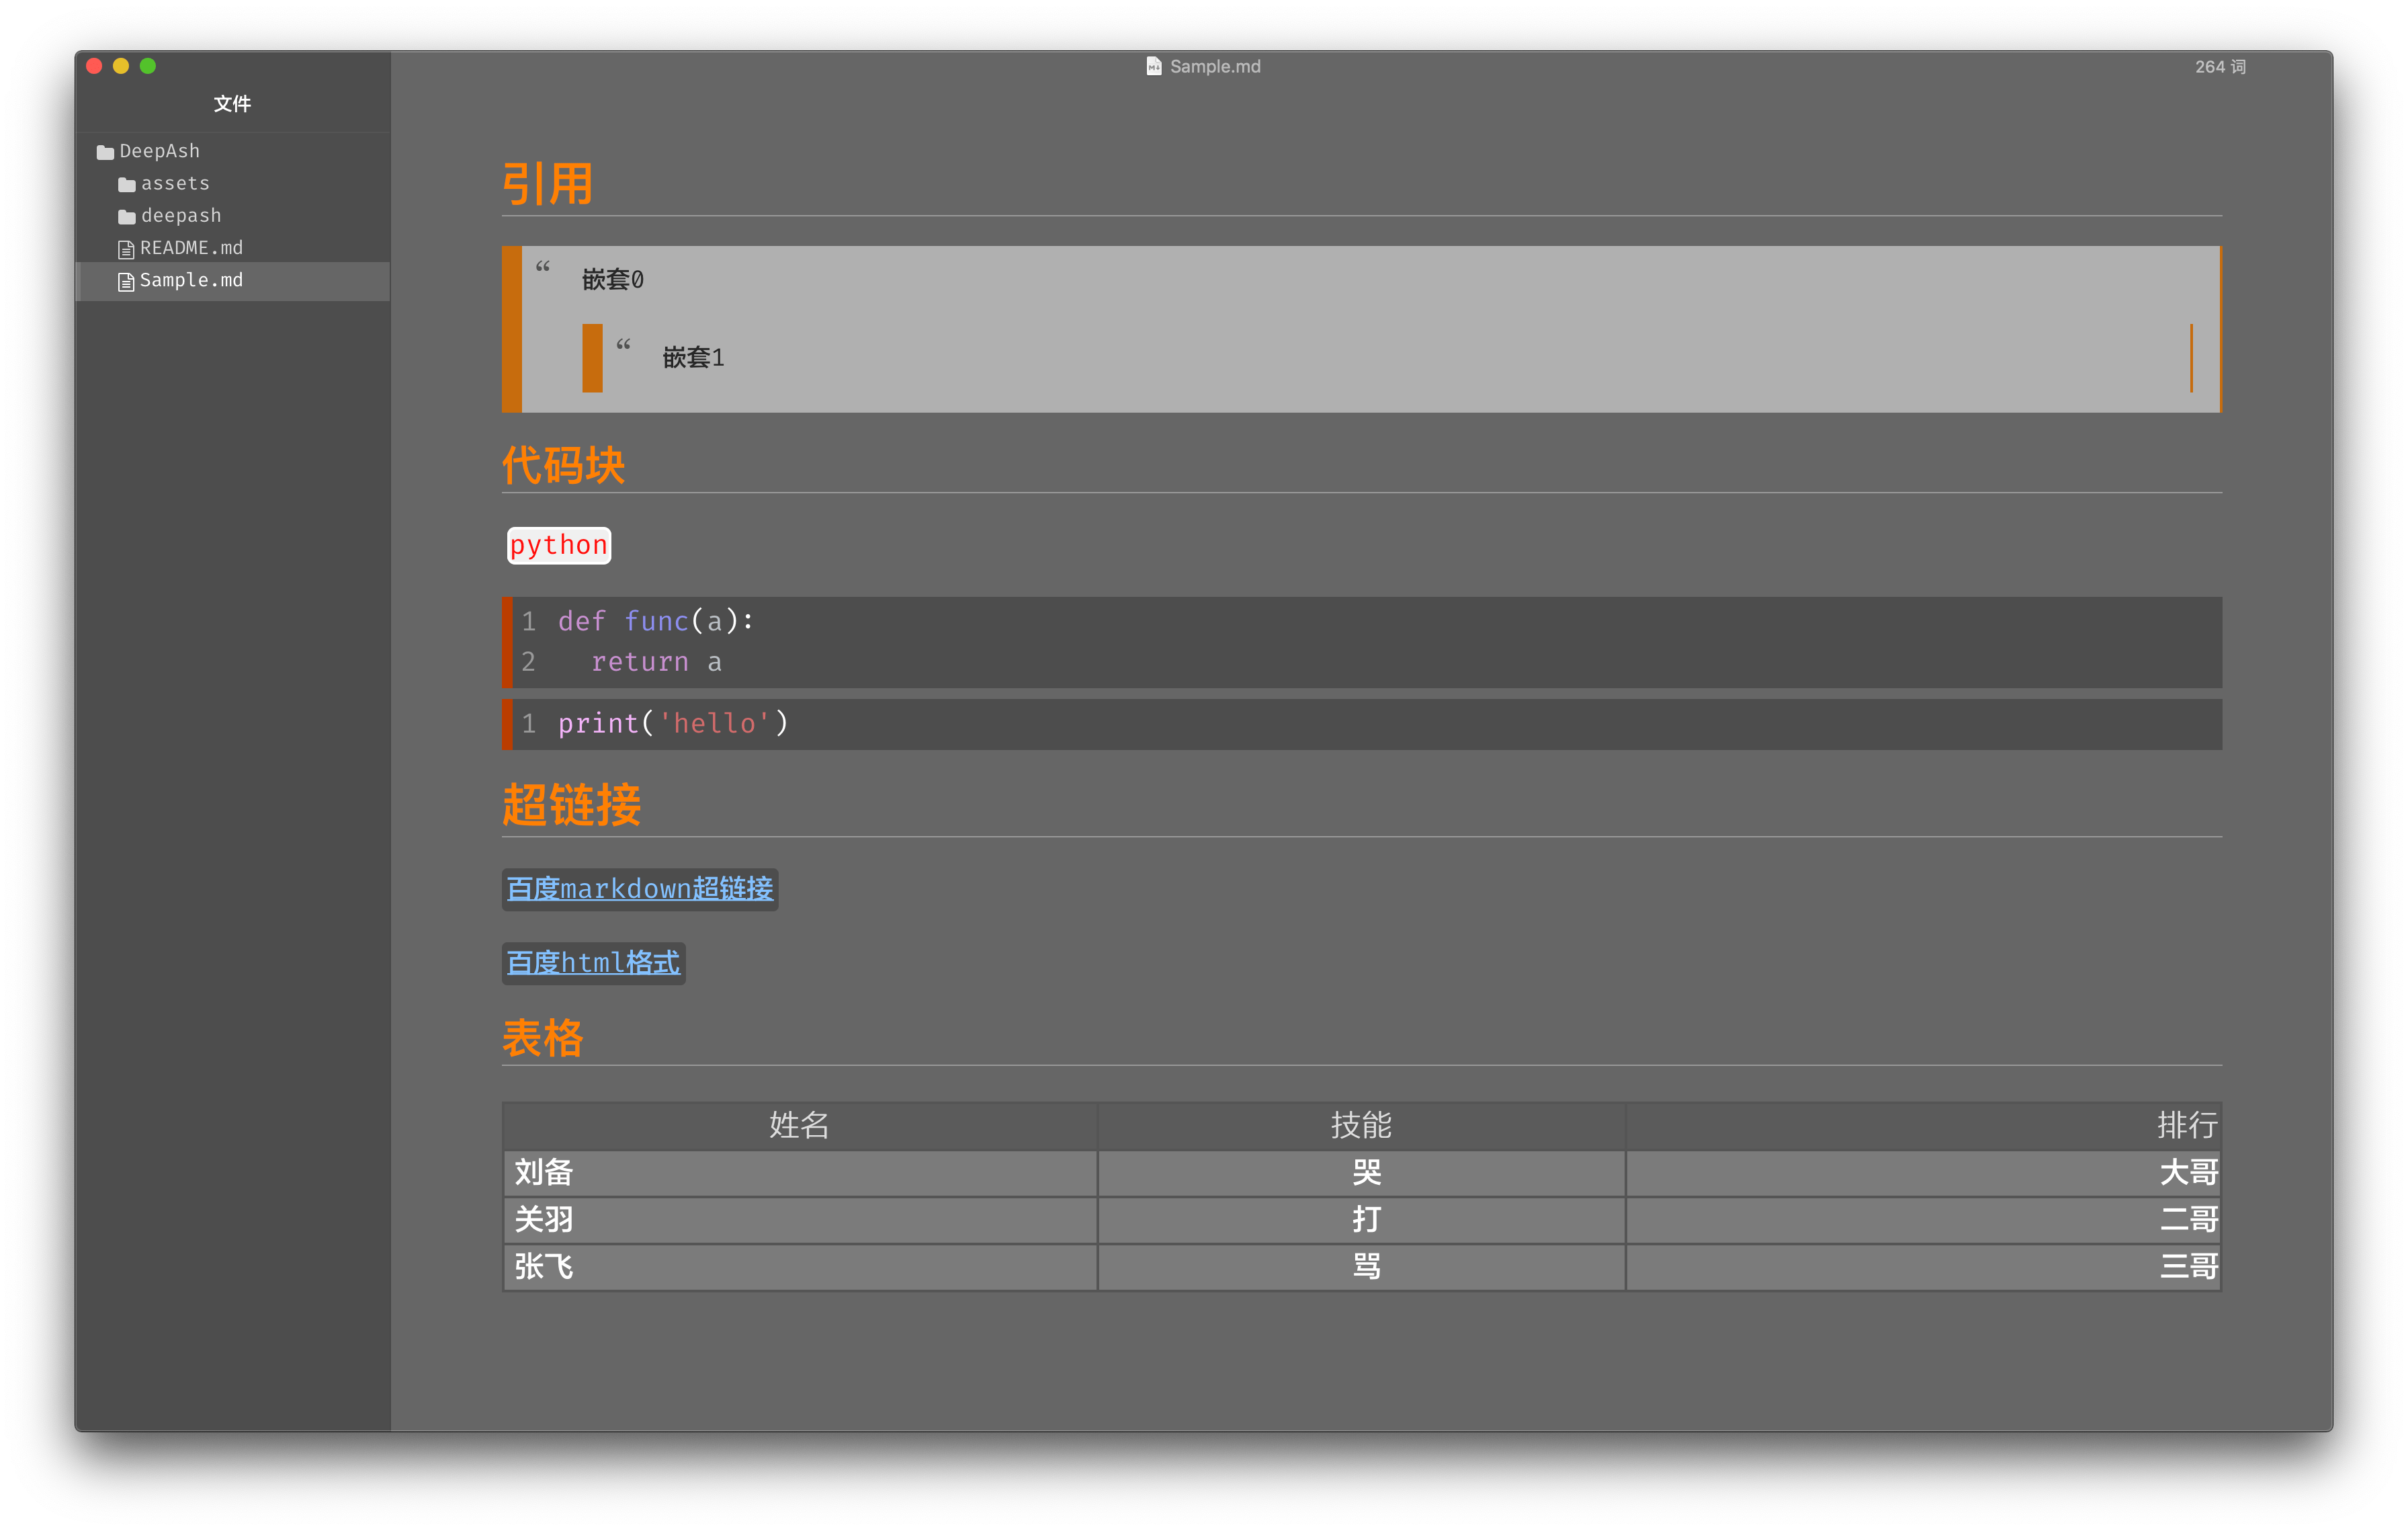 Sample.md
264 词
文件
DeepAsh
assets
deepash
README.md
Sample.md
引用
“ 嵌套0
“ 嵌套1
代码块
python
1 def func(a):
2   return a
1 print('hello')
超链接
百度markdown超链接
百度html格式
表格
姓名 技能 排行
刘备 哭 大哥
关羽 打 二哥
张飞 骂 三哥